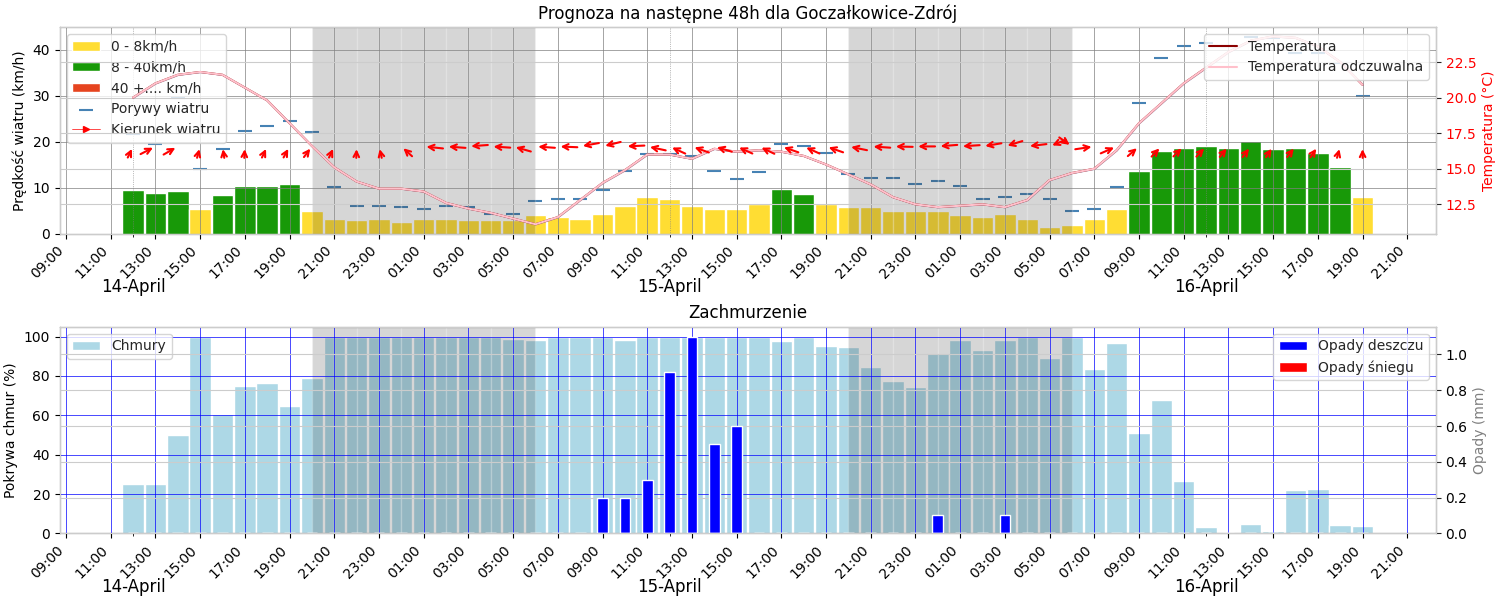 Prognoza na następne 48h dla Goczałkowice-Zdrój
Prędkość wiatru (km/h)
0 - 8km/h
8 - 40km/h
40 +.... km/h
Porywy wiatru
Kierunek wiatru
Temperatura
Temperatura odczuwalna
40
30
20
10
0
22.5
20.0
17.5
15.0
12.5
Temperatura (°C)
09:00 11:00 13:00 15:00 17:00 19:00 21:00 23:00 01:00 03:00 05:00 07:00 09:00 11:00 13:00 15:00 17:00 19:00 21:00 23:00 01:00 03:00 05:00 07:00 09:00 11:00 13:00 15:00 17:00 19:00 21:00
14-April 15-April 16-April
Zachmurzenie
Pokrywa chmur (%)
Chmury
Opady deszczu
Opady śniegu
100
80
60
40
20
0
1.0
0.8
0.6
0.4
0.2
0.0
Opady (mm)
09:00 11:00 13:00 15:00 17:00 19:00 21:00 23:00 01:00 03:00 05:00 07:00 09:00 11:00 13:00 15:00 17:00 19:00 21:00 23:00 01:00 03:00 05:00 07:00 09:00 11:00 13:00 15:00 17:00 19:00 21:00
14-April 15-April 16-April